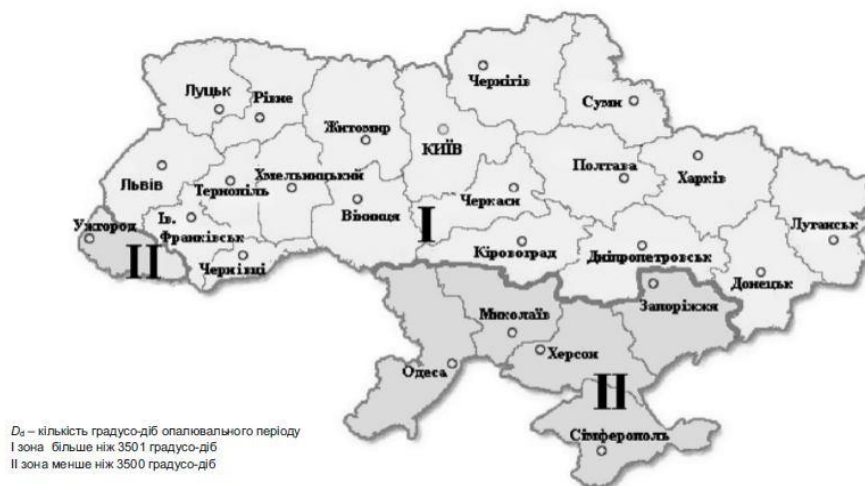 Чернігів
Луцьк
Рівне
Суми
Житомир
КИЇВ
Полтава
Харків
Львів
Тернопіль
Хмельницький
Черкаси
Вінниця
Луганськ
Ужгород
Ів.
Франківськ
I
Кіровоград
Дніпропетровськ
II
Чернівці
Донецьк
Запоріжжя
Миколаїв
Херсон
Одеса
II
Сімферополь
Dd – кількість градусо-діб опалювального періоду
I зона більше ніж 3501 градусо-діб
II зона менше ніж 3500 градусо-діб